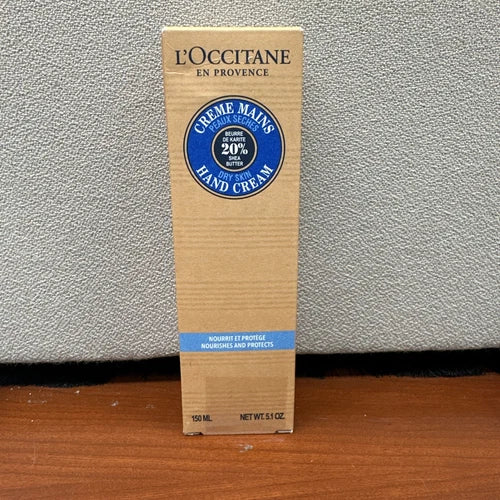 L'OCCITANE
EN PROVENCE
CREME MAINS
PEAUX SECHES
BEURRE
DE KARITE
20%
SHEA
BUTTER
DRY SKIN
HAND CREAM
NOURRIT ET PROTÈGE
NOURISHES AND PROTECTS
150 ML NET WT. 5.1 OZ.